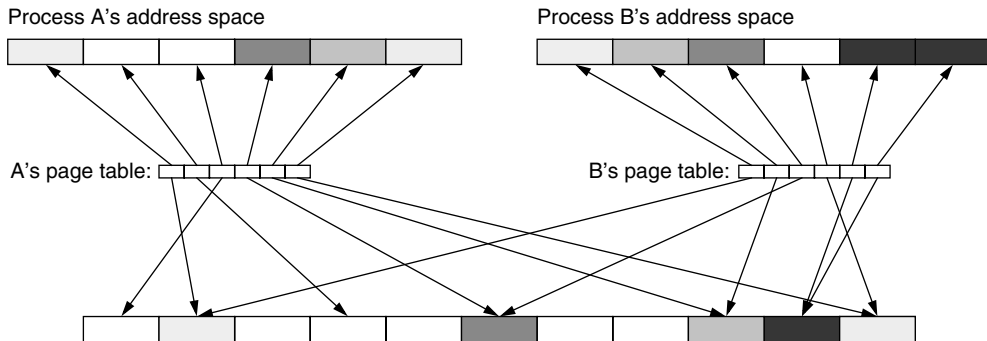 Process A's address space
Process B's address space
A's page table:
B's page table: